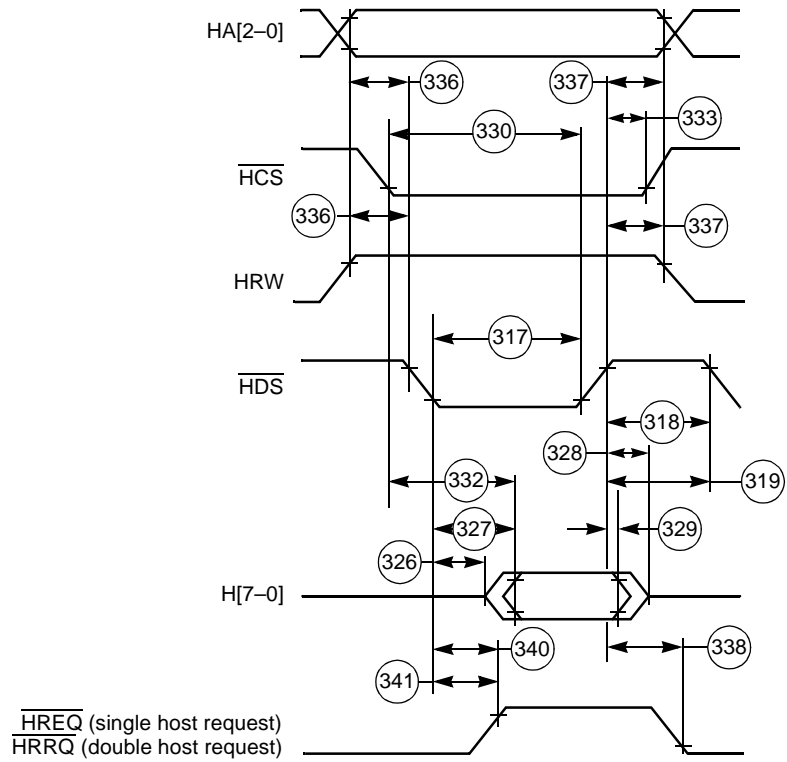 HA[2–0]
336
337
333
330
HCS
336
337
HRW
317
HDS
318
328
332
319
327
329
326
H[7–0]
340
338
341
HREQ (single host request)
HRRQ (double host request)